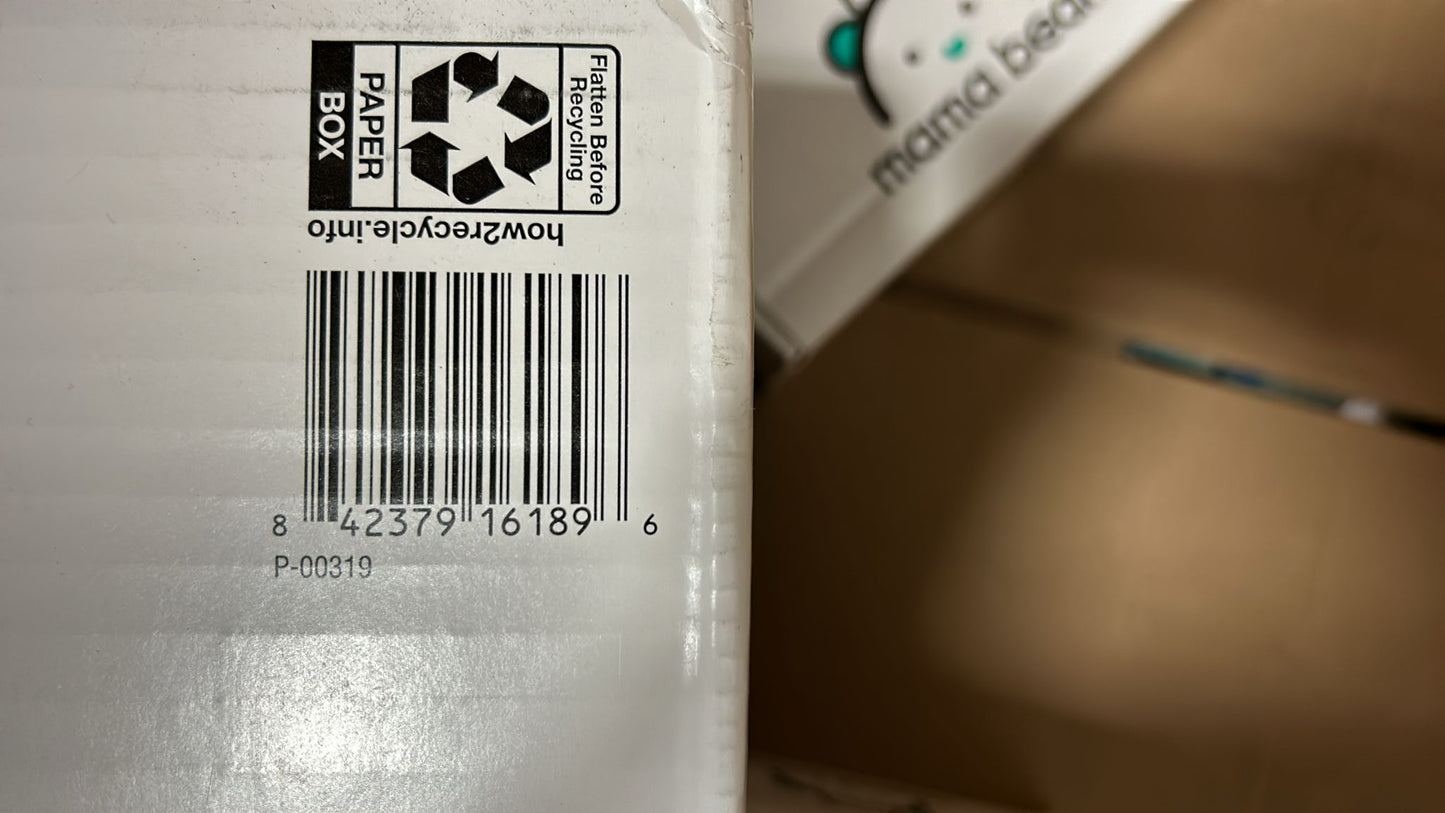 Flatten Before
Recycling
PAPER
BOX
how2recycle.info
8 42379 16189 6
P-00319
mama bear